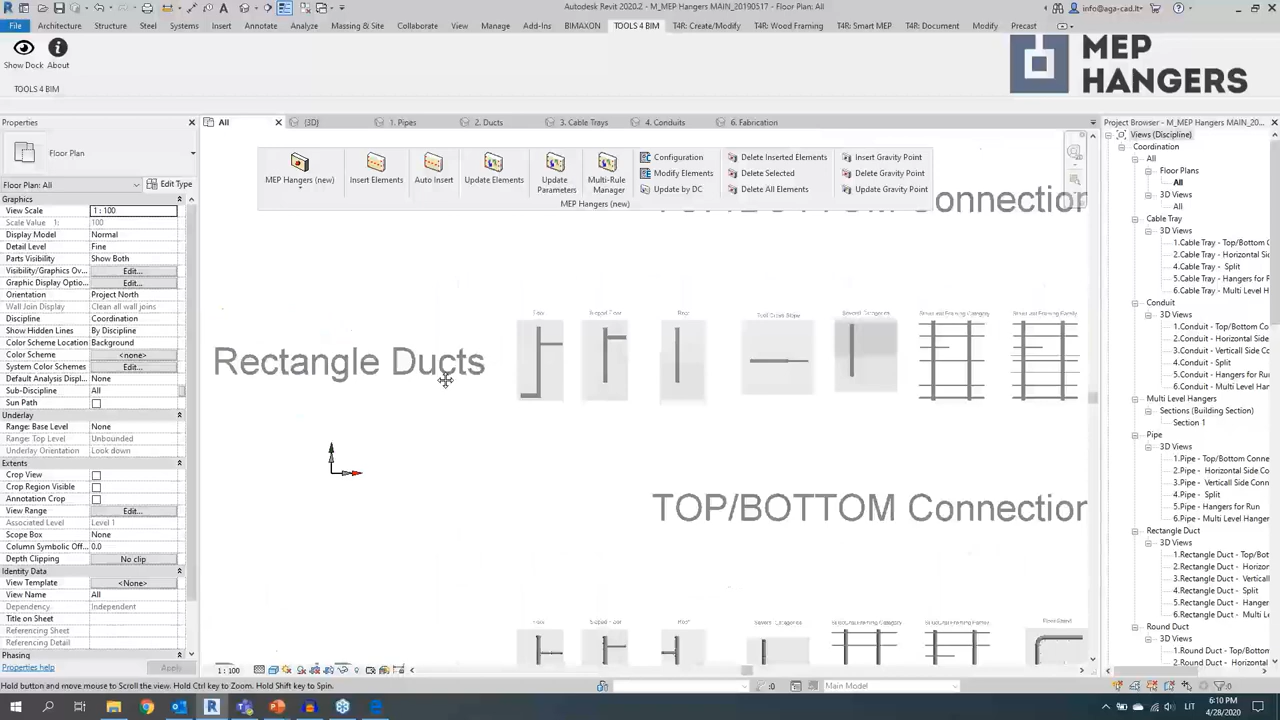 Autodesk Revit 2020.2 - M_MEP Hangers MAIN_20190517 - Floor Plan: All
info@aga-cad.lt
File Architecture Structure Steel Systems Insert Annotate Analyze Massing & Site Collaborate View Manage Add-Ins BIMAXON TOOLS 4 BIM T4R: Create/Modify T4R: Wood Framing T4R: Smart MEP T4R: Document Modify Precast
Show Dock About
TOOLS 4 BIM
MEP
HANGERS
Properties
All {3D} 1. Pipes 2. Ducts 3. Cable Trays 4. Conduits 6. Fabrication
Project Browser - M_MEP Hangers MAIN_20...
Floor Plan
Floor Plan: All
Edit Type
Graphics
View Scale 1 : 100
Scale Value 1: 100
Display Model Normal
Detail Level Fine
Parts Visibility Show Both
Visibility/Graphics Ov... Edit...
Graphic Display Optio... Edit...
Orientation Project North
Wall Join Display Clean all wall joins
Discipline Coordination
Show Hidden Lines By Discipline
Color Scheme Location Background
Color Scheme <none>
System Color Schemes Edit...
Default Analysis Displ... None
Sub-Discipline All
Sun Path
Underlay
Range: Base Level None
Range: Top Level Unbounded
Underlay Orientation Look down
Extents
Crop View
Crop Region Visible
Annotation Crop
View Range Edit...
Associated Level Level 1
Scope Box None
Column Symbolic Off... 0.0
Depth Clipping No clip
Identity Data
View Template <None>
View Name All
Dependency Independent
Title on Sheet
Referencing Sheet
Referencing Detail
Phasing
Properties help Apply
MEP Hangers (new) Insert Elements Auto Insert Update Elements Update Parameters Multi-Rule Manager
Configuration Delete Inserted Elements Insert Gravity Point
Modify Elements Delete Selected Delete Gravity Point
Update by DC Delete All Elements Update Gravity Point
MEP Hangers (new)
Connection
Rectangle Ducts
TOP/BOTTOM Connection
Views (Discipline)
Coordination
All
Floor Plans
All
3D Views
All
Cable Tray
3D Views
1.Cable Tray - Top/Bottom C
2.Cable Tray - Horizontal Sid
4.Cable Tray - Split
5.Cable Tray - Hangers for
6.Cable Tray - Multi Level H
Conduit
3D Views
1.Conduit - Top/Bottom Co
2.Conduit - Horizontal Side
3.Conduit - Verticall Side Co
4.Conduit - Split
5.Conduit - Hangers for Ru
6.Conduit - Multi Level Han
Multi Level Hangers
Sections (Building Section)
Section 1
Pipe
3D Views
1.Pipe - Top/Bottom Conne
2.Pipe - Horizontal Side Co
3.Pipe - Verticall Side Conn
4.Pipe - Split
5.Pipe - Hangers for Run
6.Pipe - Multi Level Hanger
Rectangle Duct
3D Views
1.Rectangle Duct - Top/Bot
2.Rectangle Duct - Horizon
3.Rectangle Duct - Verticall
4.Rectangle Duct - Split
5.Rectangle Duct - Hanger
6.Rectangle Duct - Multi L
Round Duct
3D Views
1.Round Duct - Top/Bottom
2.Round Duct - Horizontal
1 : 100
Hold button and move mouse to Scroll the view. Hold Ctrl key to Zoom. Hold Shift key to Spin.
:0 Main Model :0
LIT
6:10 PM
4/28/2020